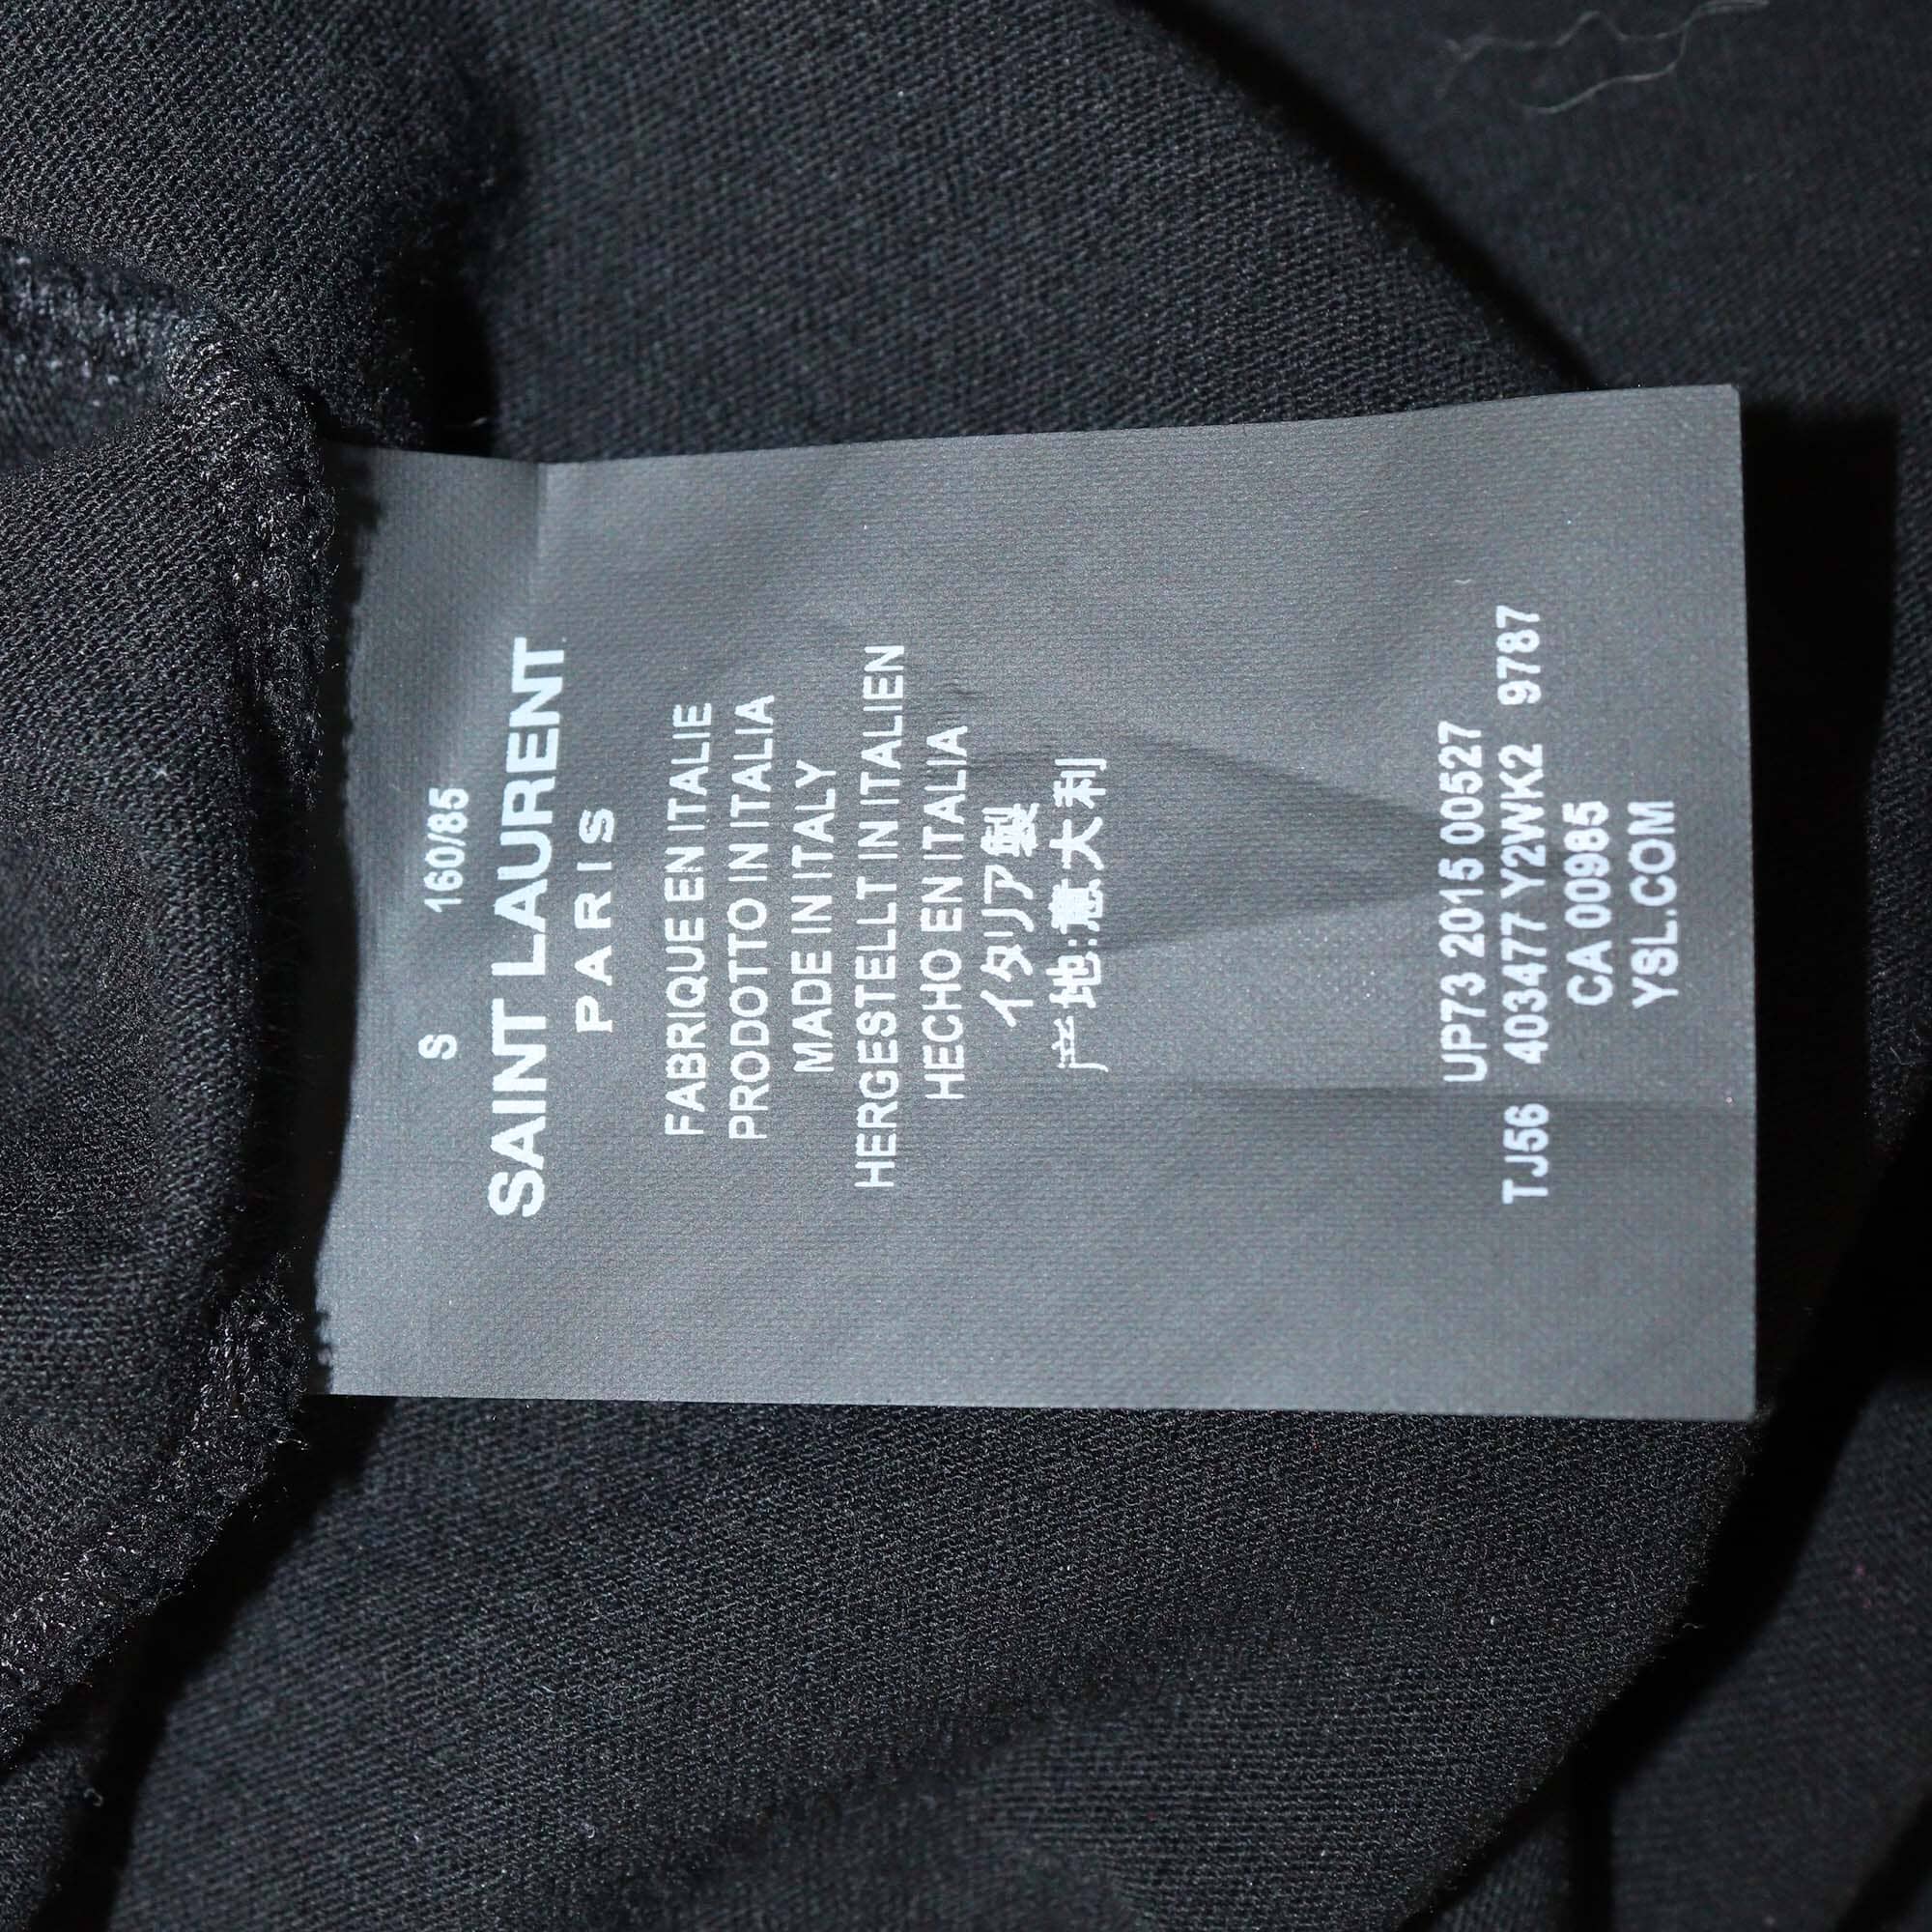 S 160/85
SAINT LAURENT
PARIS
FABRIQUE EN ITALIE
PRODOTTO IN ITALIA
MADE IN ITALY
HERGESTELLT IN ITALIEN
HECHO EN ITALIA
イタリア製
产地:意大利
UP73 2015 00527
TJ56 403477 Y2WK2 9787
CA 00985
YSL.COM